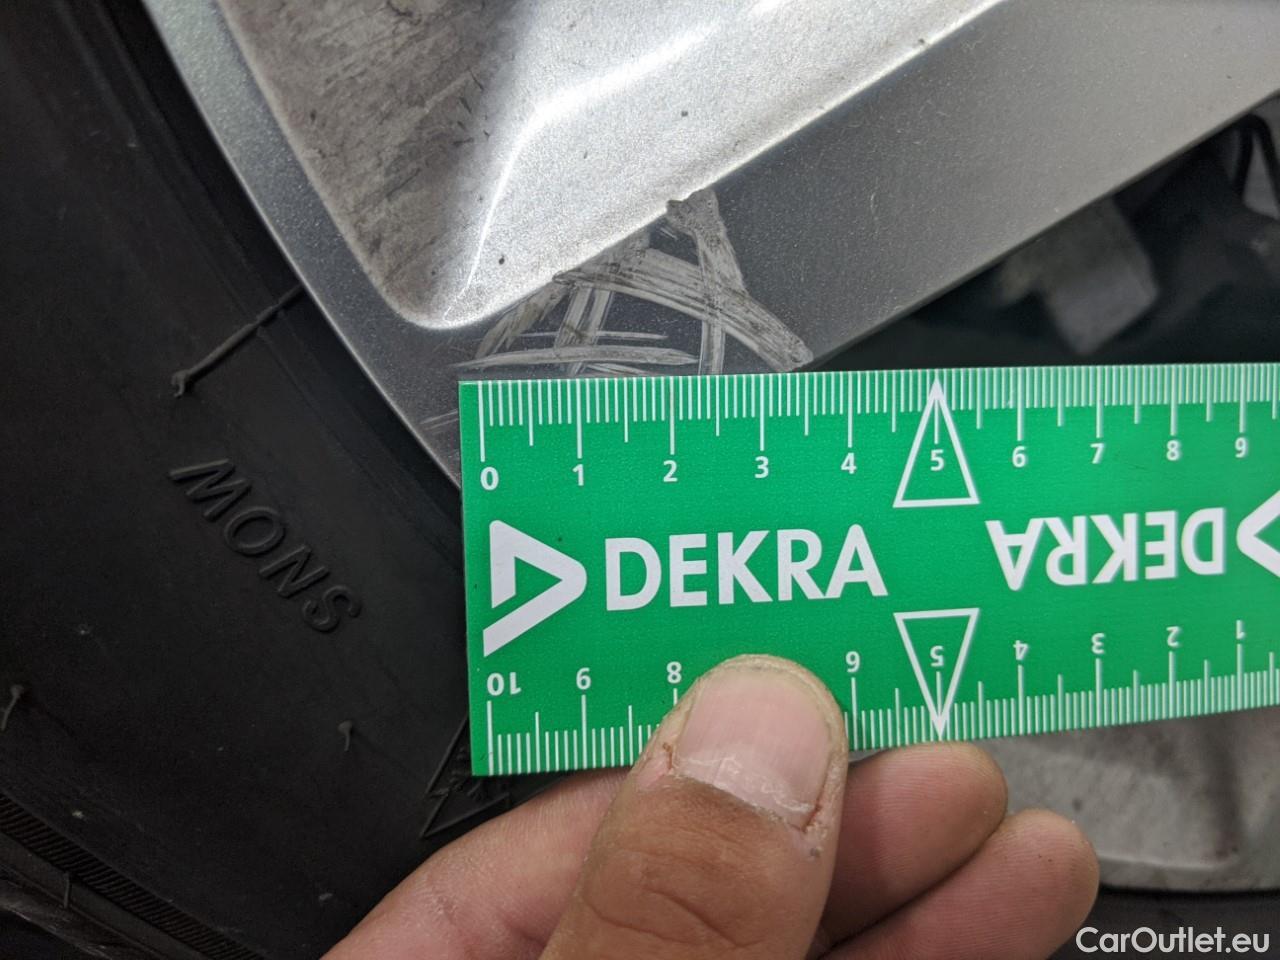 SNOW
0 1 2 3 4 5 6 7 8 9
DEKRA DEKRA
10 9 8 6 5 4 3 2 1
CarOutlet.eu